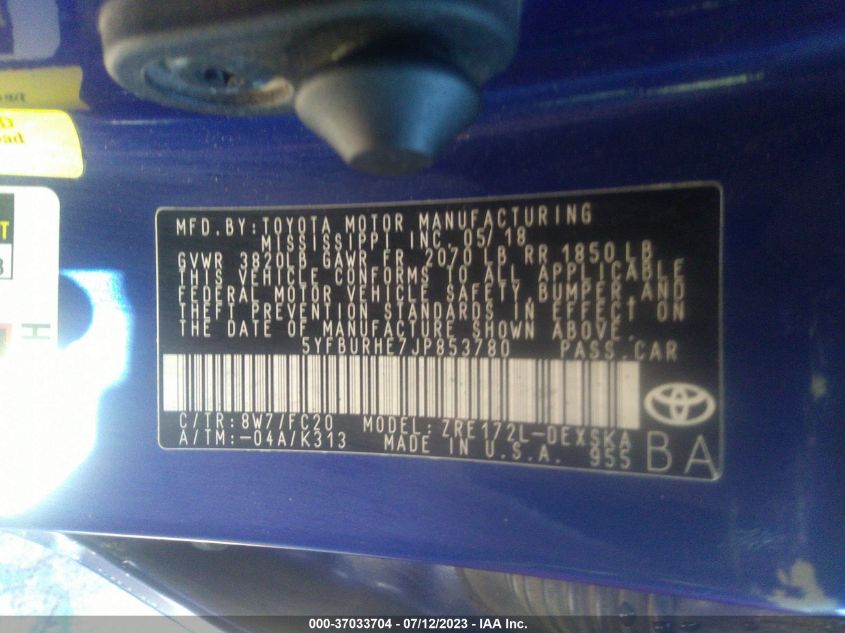 D
oad
T
3
H
MFD. BY: TOYOTA MOTOR MANUFACTURING
MISSISSIPPI INC. 05/18
GVWR 3820LB GAWR FR 2070 LB RR 1850 LB
THIS VEHICLE CONFORMS TO ALL APPLICABLE
FEDERAL MOTOR VEHICLE SAFETY, BUMPER, AND
THEFT PREVENTION STANDARDS IN EFFECT ON
THE DATE OF MANUFACTURE SHOWN ABOVE.
5YFBURHE7JP853780 PASS. CAR
C/TR: 8W7/FC20 MODEL: ZRE172L-DEXSKA
A/TM: -04A/K313 MADE IN U.S.A. 955 BA
000-37033704 - 07/12/2023 - IAA Inc.